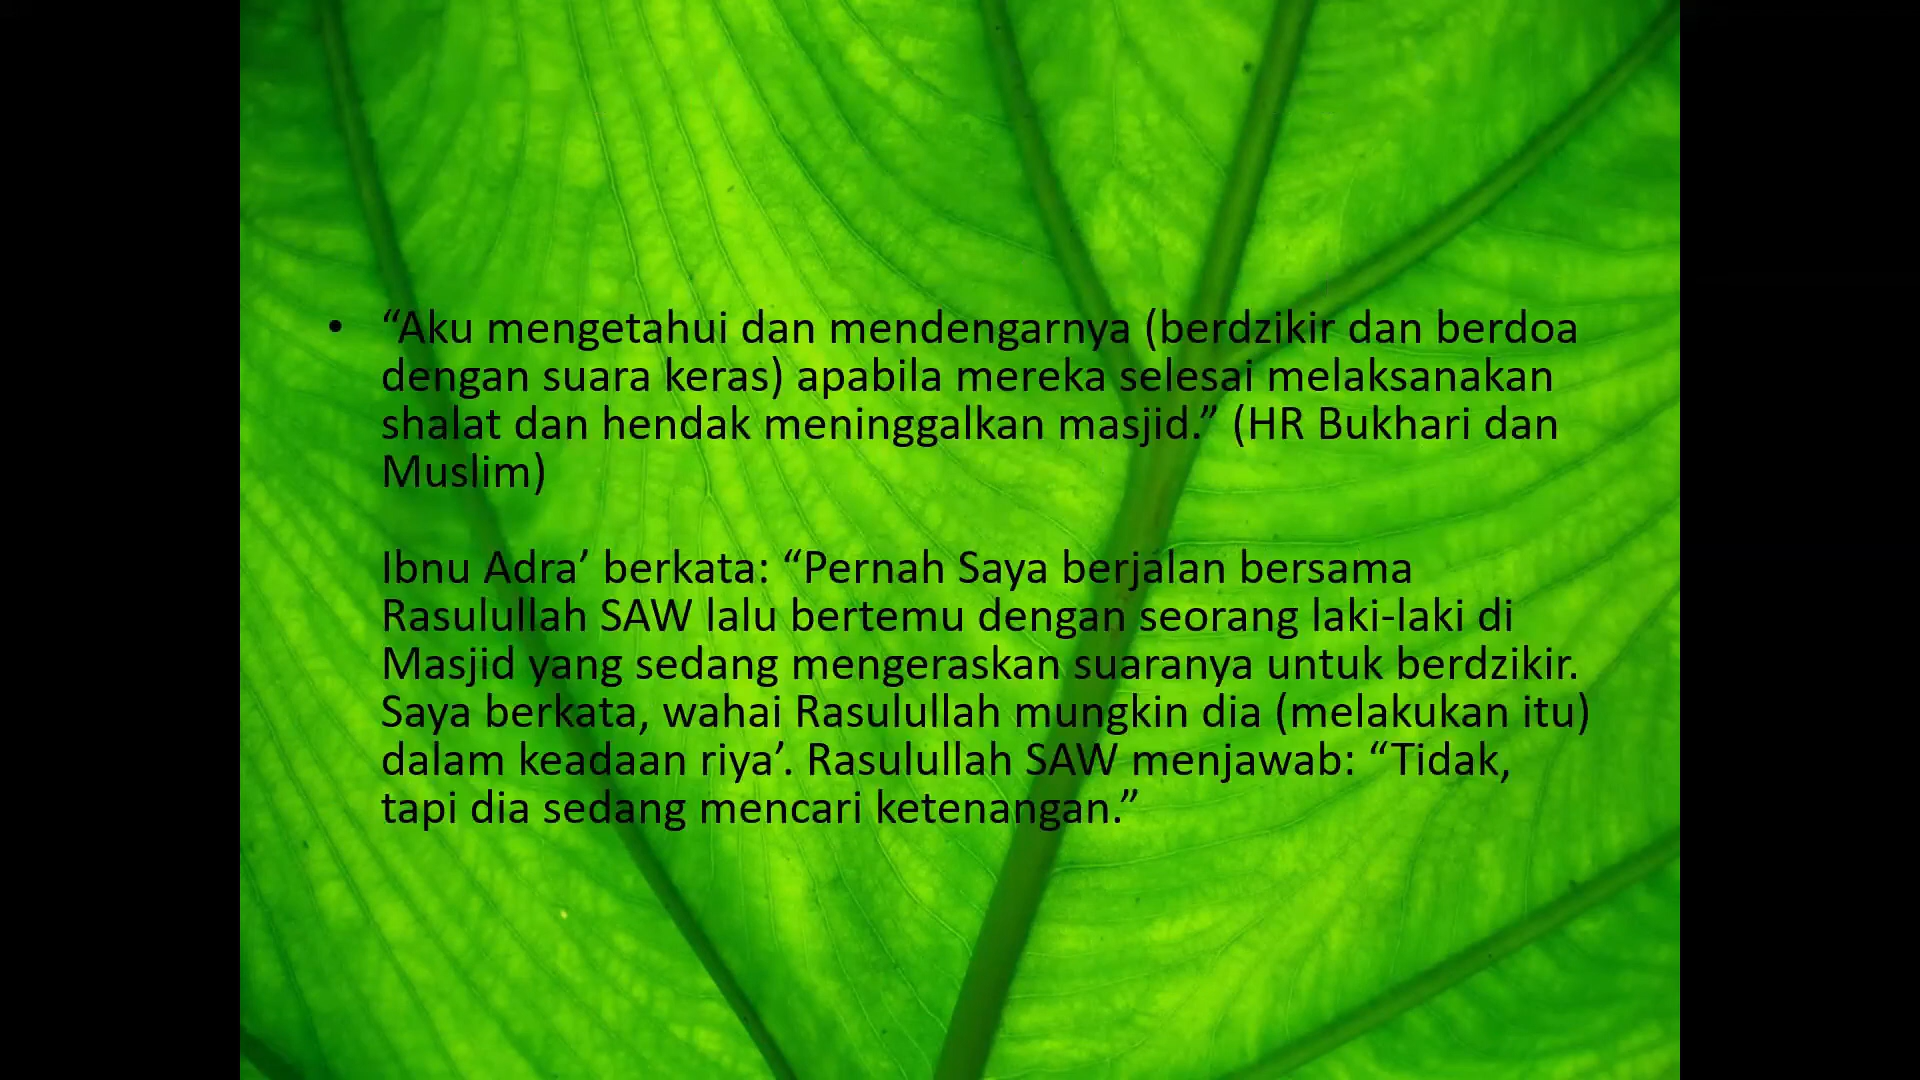 • “Aku mengetahui dan mendengarnya (berdzikir dan berdoa
dengan suara keras) apabila mereka selesai melaksanakan
shalat dan hendak meninggalkan masjid.” (HR Bukhari dan
Muslim)
Ibnu Adra’ berkata: “Pernah Saya berjalan bersama
Rasulullah SAW lalu bertemu dengan seorang laki-laki di
Masjid yang sedang mengeraskan suaranya untuk berdzikir.
Saya berkata, wahai Rasulullah mungkin dia (melakukan itu)
dalam keadaan riya’. Rasulullah SAW menjawab: “Tidak,
tapi dia sedang mencari ketenangan.”